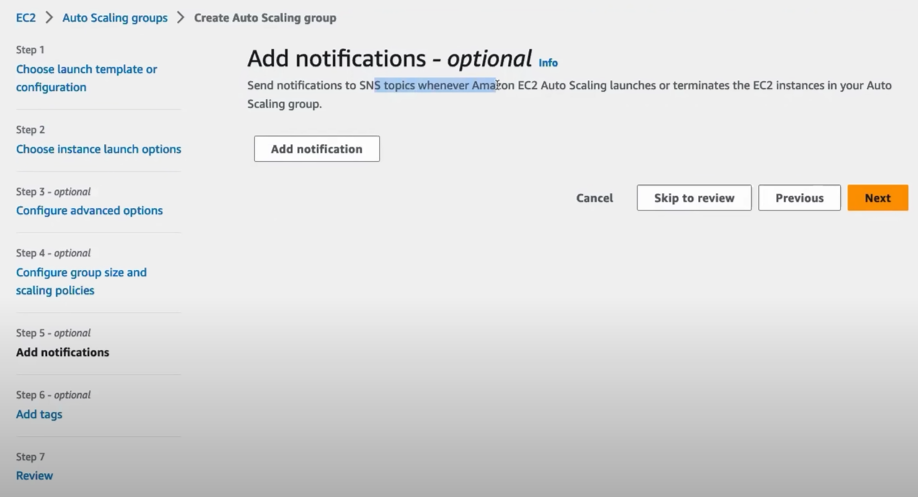 EC2 > Auto Scaling groups > Create Auto Scaling group
Step 1
Choose launch template or
configuration
Step 2
Choose instance launch options
Step 3 - optional
Configure advanced options
Step 4 - optional
Configure group size and
scaling policies
Step 5 - optional
Add notifications
Step 6 - optional
Add tags
Step 7
Review
Add notifications - optional Info
Send notifications to SNS topics whenever Amazon EC2 Auto Scaling launches or terminates the EC2 instances in your Auto
Scaling group.
Add notification
Cancel Skip to review Previous Next